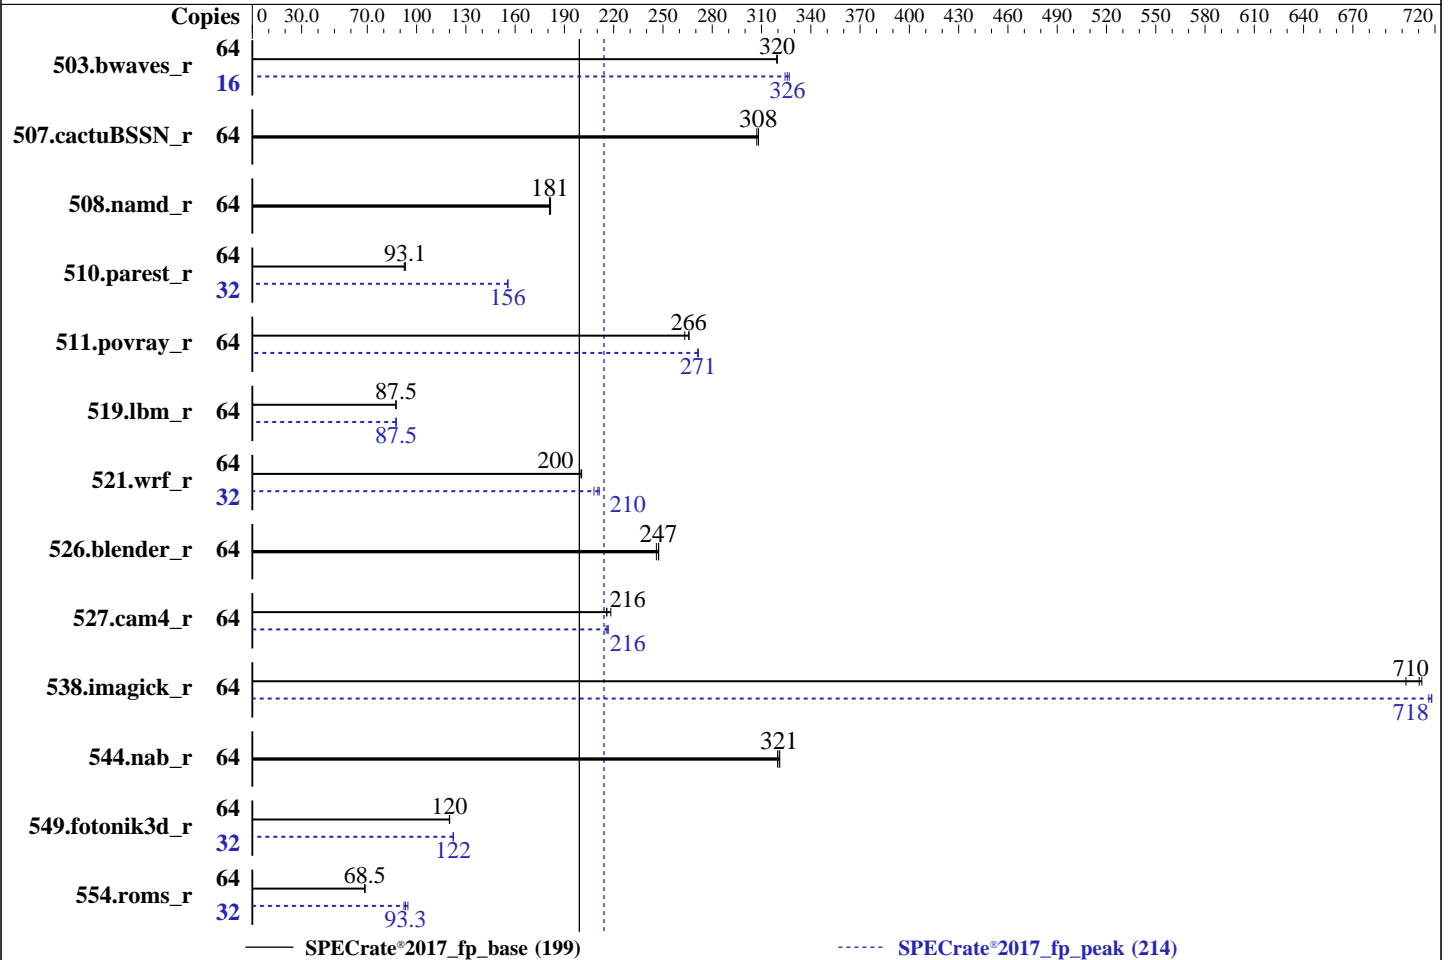 Copies 0 30.0 70.0 100 130 160 190 220 250 280 310 340 370 400 430 460 490 520 550 580 610 640 670 720
503.bwaves_r 64 320
16 326
507.cactuBSSN_r 64 308
508.namd_r 64 181
510.parest_r 64 93.1
32 156
511.povray_r 64 266
271
519.lbm_r 64 87.5
87.5
521.wrf_r 64 200
32 210
526.blender_r 64 247
527.cam4_r 64 216
216
538.imagick_r 64 710
718
544.nab_r 64 321
549.fotonik3d_r 64 120
32 122
554.roms_r 64 68.5
32 93.3
SPECrate®2017_fp_base (199) SPECrate®2017_fp_peak (214)